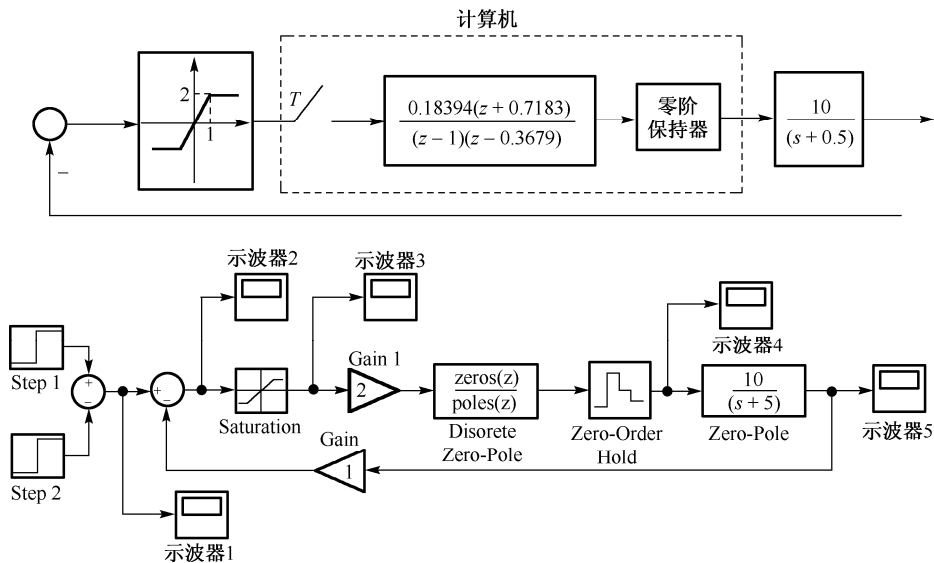 计算机
2
1
T
0.18394(z + 0.7183)
(z − 1)(z − 0.3679)
零阶
保持器
10
(s + 0.5)
−
示波器2
示波器3
示波器4
Step 1
+
−
+
−
Saturation
Gain 1
2
zeros(z)
poles(z)
Disorete
Zero-Pole
Zero-Order
Hold
10
(s + 5)
Zero-Pole
示波器5
Step 2
Gain
1
示波器1